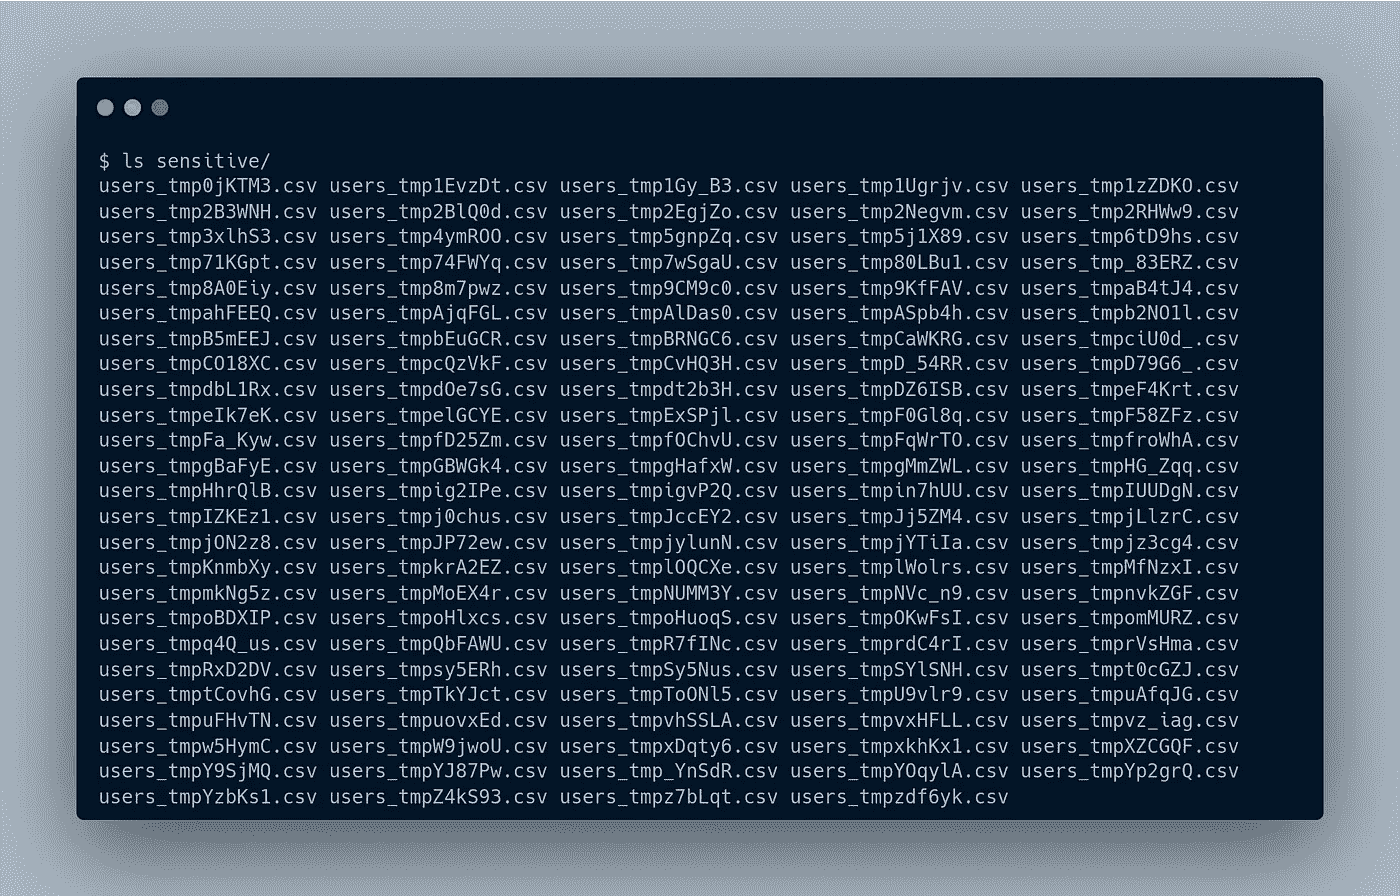 $ ls sensitive/
users_tmp0jKTM3.csv users_tmp1EvzDt.csv users_tmp1Gy_B3.csv users_tmp1Ugrjv.csv users_tmp1zZDKO.csv
users_tmp2B3WNH.csv users_tmp2BlQ0d.csv users_tmp2EgjZo.csv users_tmp2Negvm.csv users_tmp2RHWw9.csv
users_tmp3xlhS3.csv users_tmp4ymROO.csv users_tmp5gnpZq.csv users_tmp5j1X89.csv users_tmp6tD9hs.csv
users_tmp71KGpt.csv users_tmp74FWYq.csv users_tmp7wSgaU.csv users_tmp80LBu1.csv users_tmp_83ERZ.csv
users_tmp8A0Eiy.csv users_tmp8m7pwz.csv users_tmp9CM9c0.csv users_tmp9KfFAV.csv users_tmpaB4tJ4.csv
users_tmpahFEEQ.csv users_tmpAjqFGL.csv users_tmpAlDas0.csv users_tmpASpb4h.csv users_tmpb2NO1l.csv
users_tmpB5mEEJ.csv users_tmpbEuGCR.csv users_tmpBRNGC6.csv users_tmpCaWKRG.csv users_tmpciU0d_.csv
users_tmpCO18XC.csv users_tmpcQzVkF.csv users_tmpCvHQ3H.csv users_tmpD_54RR.csv users_tmpD79G6_.csv
users_tmpdbL1Rx.csv users_tmpdOe7sG.csv users_tmpdt2b3H.csv users_tmpDZ6ISB.csv users_tmpeF4Krt.csv
users_tmpeIk7eK.csv users_tmpelGCYE.csv users_tmpExSPjl.csv users_tmpF0Gl8q.csv users_tmpF58ZFz.csv
users_tmpFa_Kyw.csv users_tmpfD25Zm.csv users_tmpfOChvU.csv users_tmpFqWrTO.csv users_tmpfroWhA.csv
users_tmpgBaFyE.csv users_tmpGBWGk4.csv users_tmpgHafxW.csv users_tmpgMmZWL.csv users_tmpHG_Zqq.csv
users_tmpHhrQlB.csv users_tmpig2IPe.csv users_tmpigvP2Q.csv users_tmpin7hUU.csv users_tmpIUUDgN.csv
users_tmpIZKEz1.csv users_tmpj0chus.csv users_tmpJccEY2.csv users_tmpJj5ZM4.csv users_tmpjLlzrC.csv
users_tmpjON2z8.csv users_tmpJP72ew.csv users_tmpjylunN.csv users_tmpjYTiIa.csv users_tmpjz3cg4.csv
users_tmpKnmbXy.csv users_tmpkrA2EZ.csv users_tmplOQCXe.csv users_tmplWolrs.csv users_tmpMfNzxI.csv
users_tmpmkNg5z.csv users_tmpMoEX4r.csv users_tmpNUMM3Y.csv users_tmpNVc_n9.csv users_tmpnvkZGF.csv
users_tmpoBDXIP.csv users_tmpoHlxcs.csv users_tmpoHuoqS.csv users_tmpOKwFsI.csv users_tmpomMURZ.csv
users_tmpq4Q_us.csv users_tmpQbFAWU.csv users_tmpR7fINc.csv users_tmprdC4rI.csv users_tmprVsHma.csv
users_tmpRxD2DV.csv users_tmpsy5ERh.csv users_tmpSy5Nus.csv users_tmpSYlSNH.csv users_tmpt0cGZJ.csv
users_tmptCovhG.csv users_tmpTkYJct.csv users_tmpToONl5.csv users_tmpU9vlr9.csv users_tmpuAfqJG.csv
users_tmpuFHvTN.csv users_tmpuovxEd.csv users_tmpvhSSLA.csv users_tmpvxHFLL.csv users_tmpvz_iag.csv
users_tmpw5HymC.csv users_tmpW9jwoU.csv users_tmpxDqty6.csv users_tmpxkhKx1.csv users_tmpXZCGQF.csv
users_tmpY9SjMQ.csv users_tmpYJ87Pw.csv users_tmp_YnSdR.csv users_tmpYOqylA.csv users_tmpYp2grQ.csv
users_tmpYzbKs1.csv users_tmpZ4kS93.csv users_tmpz7bLqt.csv users_tmpzdf6yk.csv